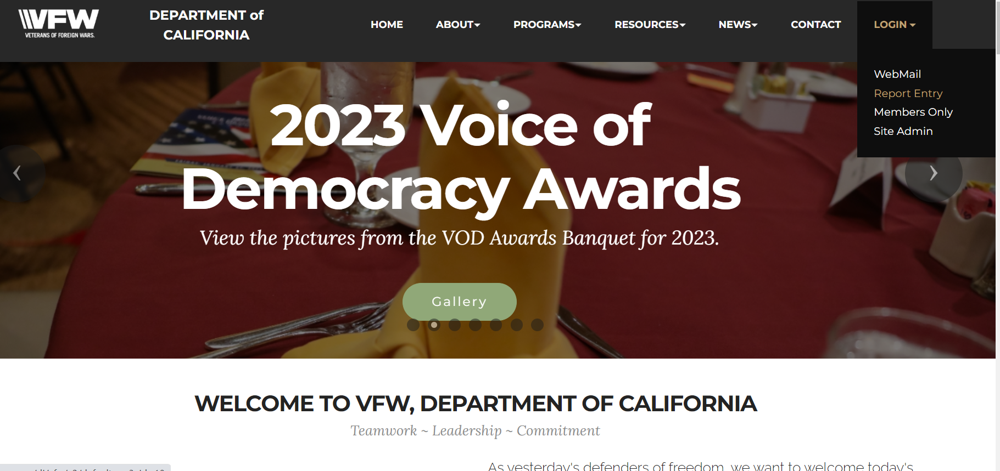 VFW
VETERANS OF FOREIGN WARS.
DEPARTMENT of
CALIFORNIA
HOME
ABOUT
PROGRAMS
RESOURCES
NEWS
CONTACT
LOGIN
WebMail
Report Entry
Members Only
Site Admin
2023 Voice of
Democracy Awards
View the pictures from the VOD Awards Banquet for 2023.
Gallery
WELCOME TO VFW, DEPARTMENT OF CALIFORNIA
Teamwork ~ Leadership ~ Commitment
As yesterday's defenders of freedom, we want to welcome today's